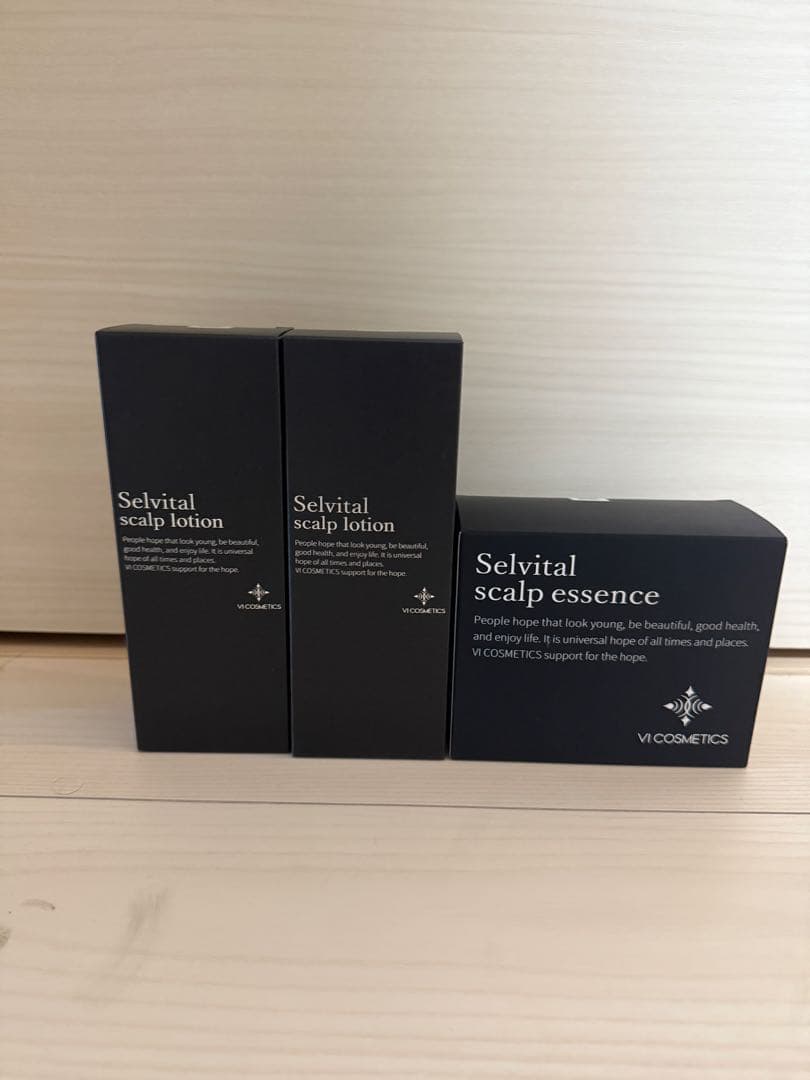 Selvital
scalp lotion
People hope that look young, be beautiful,
good health, and enjoy life. It is universal
hope of all times and places.
VI COSMETICS support for the hope.
VI COSMETICS
Selvital
scalp lotion
People hope that look young, be beautiful,
good health, and enjoy life. It is universal
hope of all times and places.
VI COSMETICS support for the hope.
VI COSMETICS
Selvital
scalp essence
People hope that look young, be beautiful, good health,
and enjoy life. It is universal hope of all times and places.
VI COSMETICS support for the hope.
VI COSMETICS